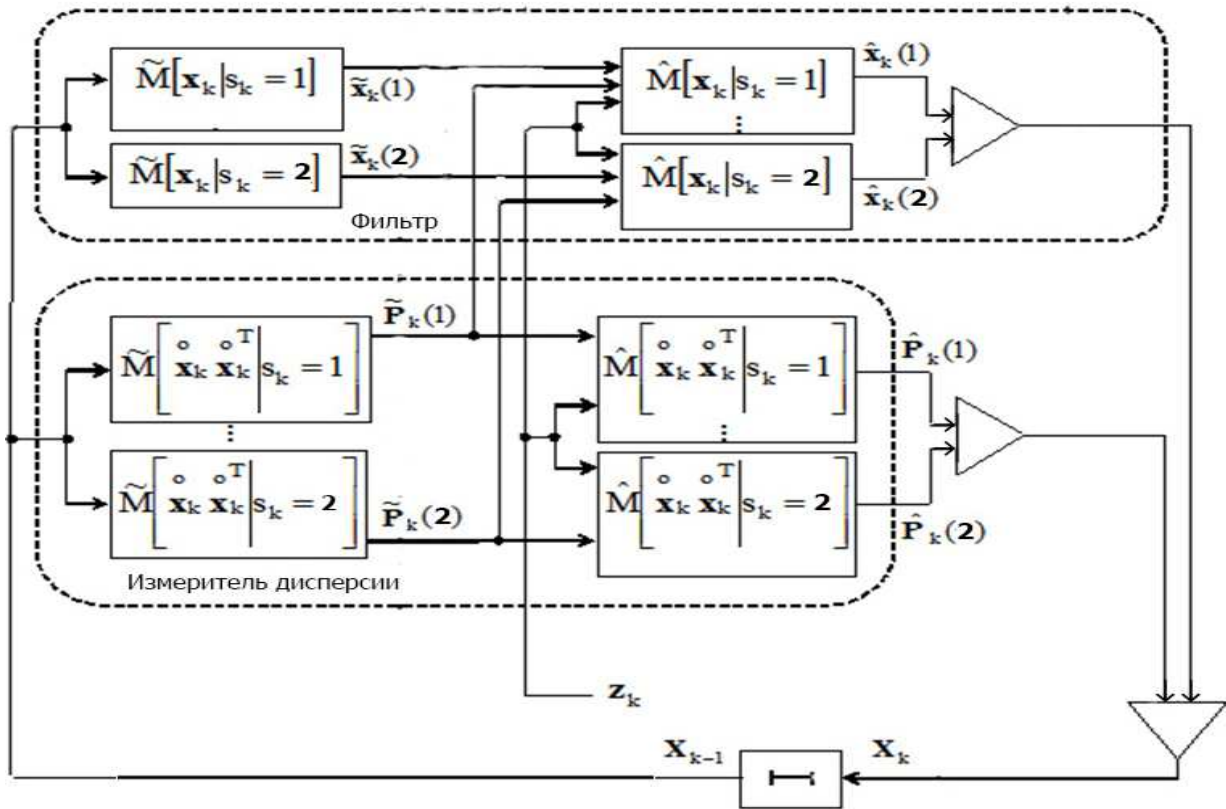 M̃[x_k|s_k = 1]
x̃_k(1)
M̂[x_k|s_k = 1]
x̂_k(1)
M̃[x_k|s_k = 2]
x̃_k(2)
M̂[x_k|s_k = 2]
x̂_k(2)
Фильтр
M̃[x̊_k x̊_k^T|s_k = 1]
P̃_k(1)
M̂[x̊_k x̊_k^T|s_k = 1]
P̂_k(1)
M̃[x̊_k x̊_k^T|s_k = 2]
P̃_k(2)
M̂[x̊_k x̊_k^T|s_k = 2]
P̂_k(2)
Измеритель дисперсии
z_k
X_{k-1}
X_k